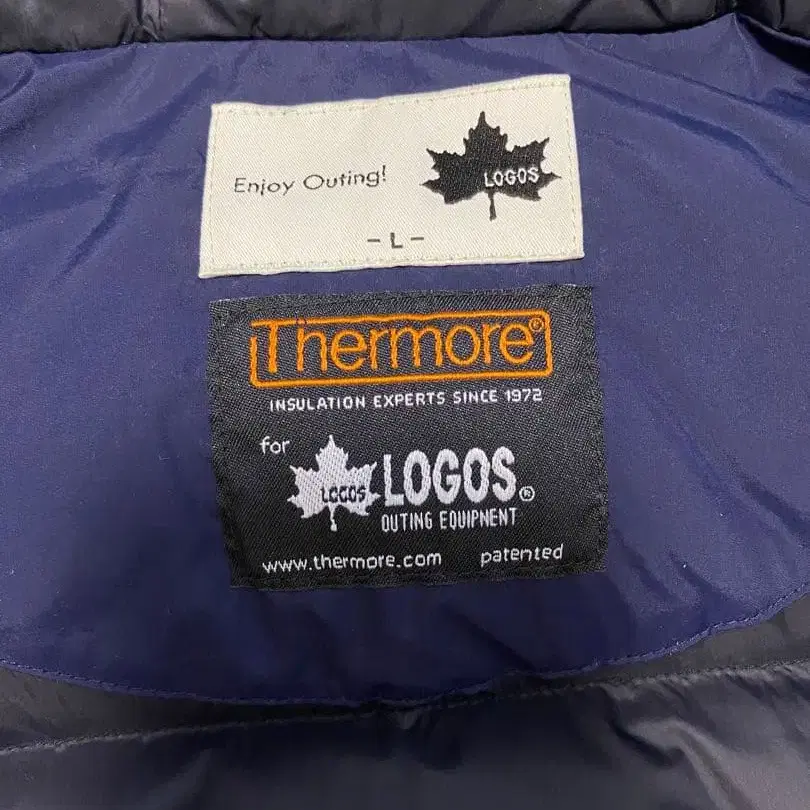 Enjoy Outing!
LOGOS
- L -
Thermore®
INSULATION EXPERTS SINCE 1972
for
LOGOS
LOGOS®
OUTING EQUIPMENT
www.thermore.com patented